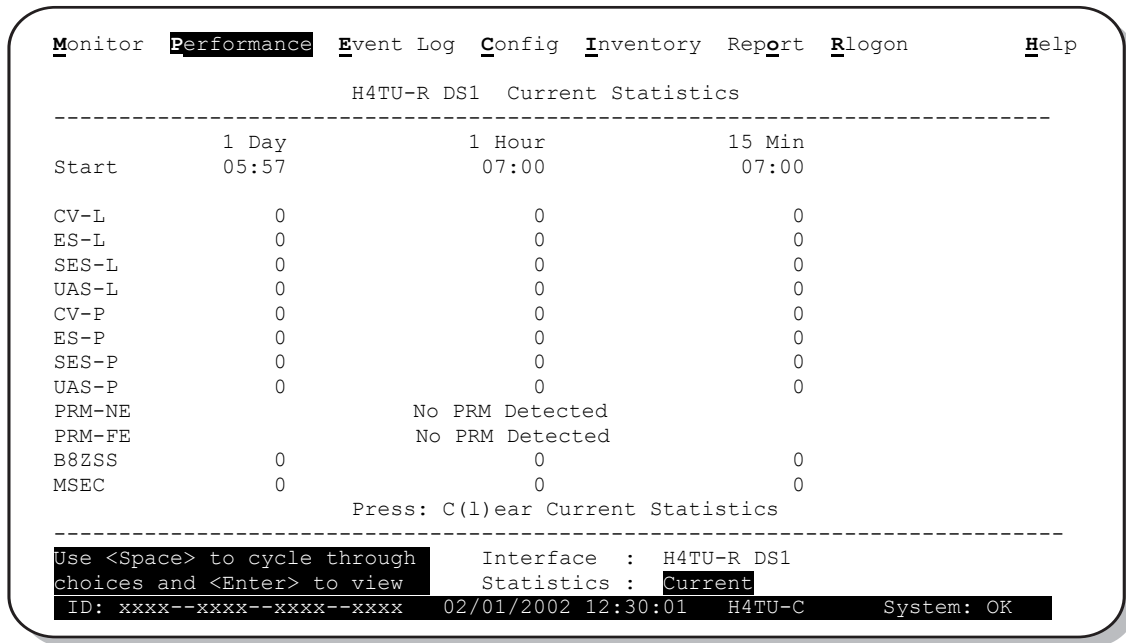 Monitor Performance Event Log Config Inventory Report Rlogon Help
H4TU-R DS1 Current Statistics
--------------------------------------------------------------------------------
1 Day 1 Hour 15 Min
Start 05:57 07:00 07:00
CV-L 0 0 0
ES-L 0 0 0
SES-L 0 0 0
UAS-L 0 0 0
CV-P 0 0 0
ES-P 0 0 0
SES-P 0 0 0
UAS-P 0 0 0
PRM-NE No PRM Detected
PRM-FE No PRM Detected
B8ZSS 0 0 0
MSEC 0 0 0
Press: C(l)ear Current Statistics
--------------------------------------------------------------------------------
Use <Space> to cycle through Interface : H4TU-R DS1
choices and <Enter> to view Statistics : Current
ID: xxxx--xxxx--xxxx--xxxx 02/01/2002 12:30:01 H4TU-C System: OK